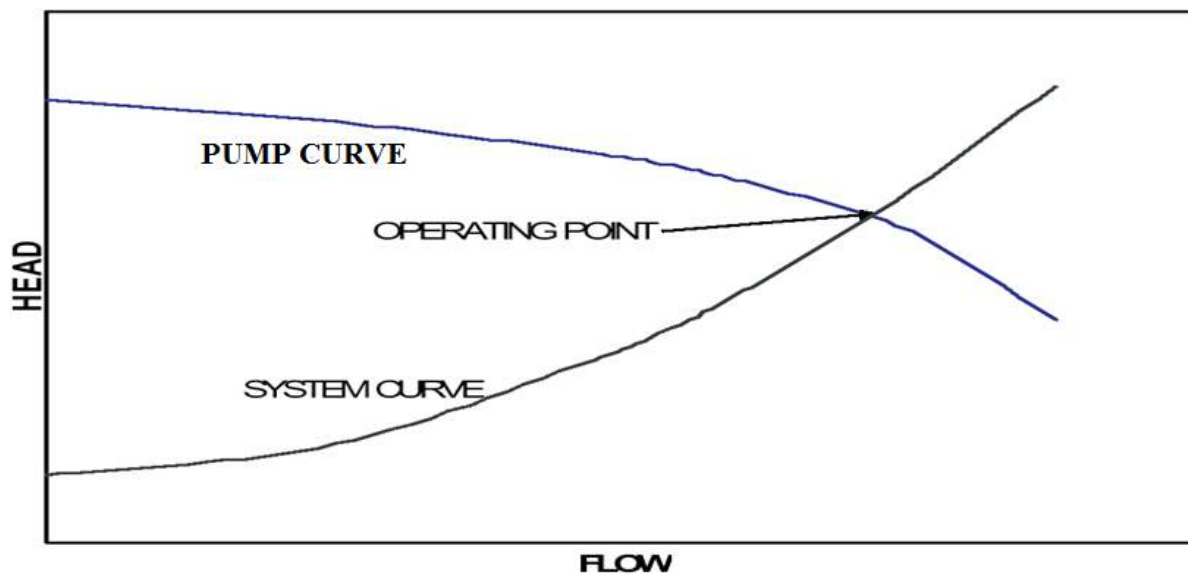 PUMP CURVE
OPERATING POINT
HEAD
SYSTEM CURVE
FLOW